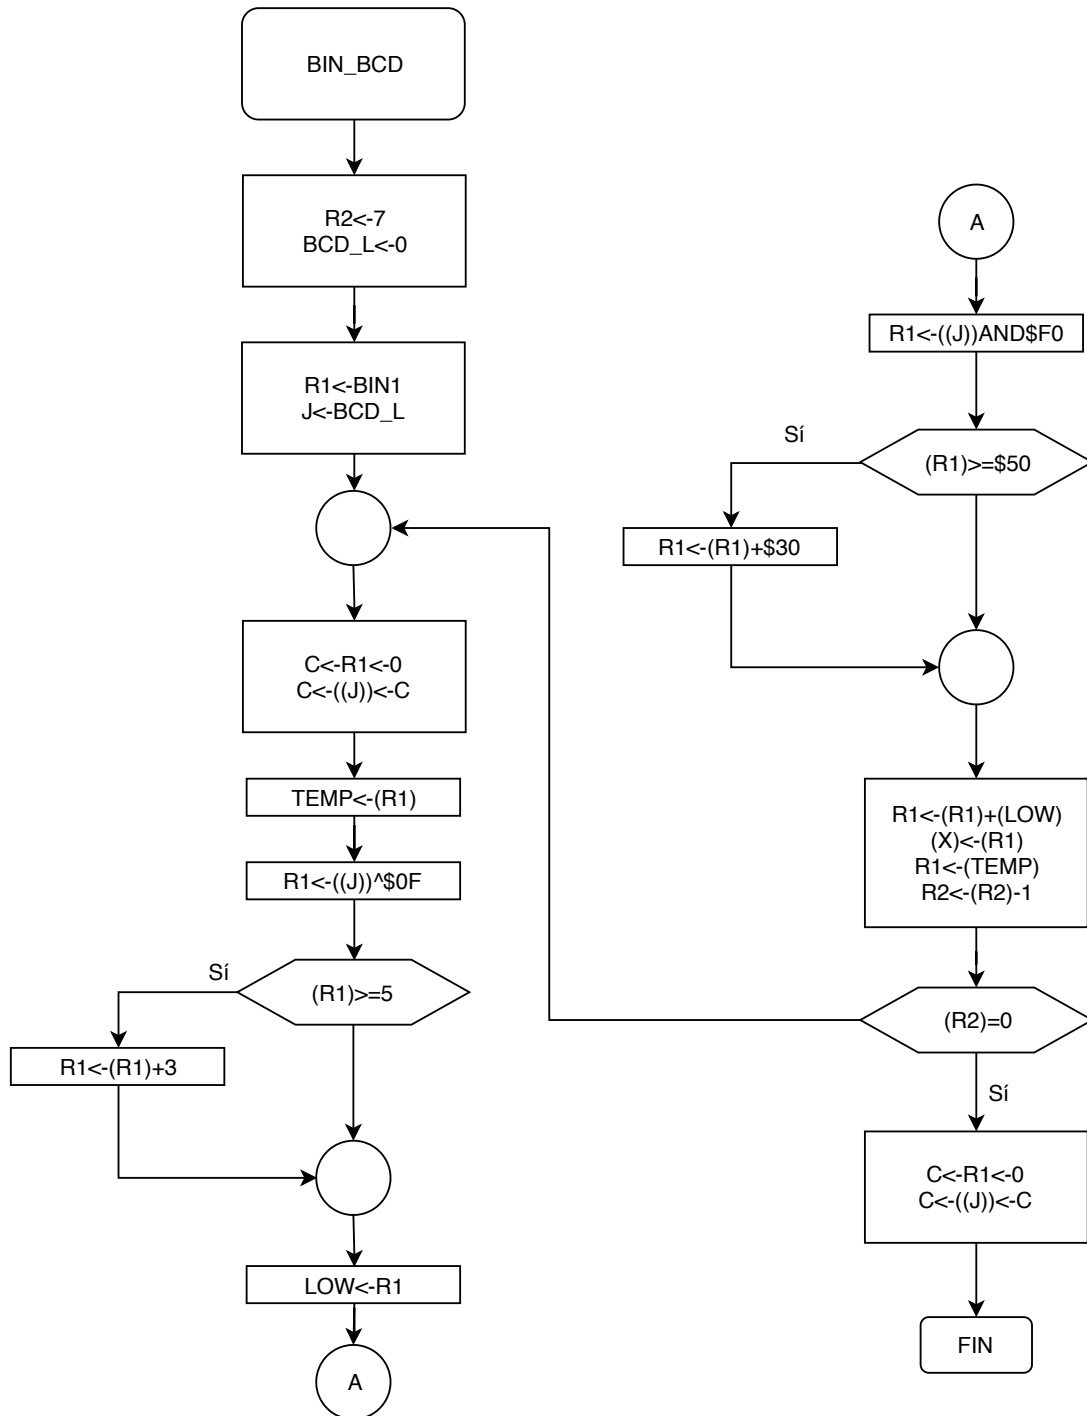 BIN_BCD
R2<-7
BCD_L<-0
R1<-BIN1
J<-BCD_L
C<-R1<-0
C<-((J))<-C
TEMP<-(R1)
R1<-((J))^$0F
Sí
(R1)>=5
R1<-(R1)+3
LOW<-R1
A
A
R1<-((J))AND$F0
Sí
(R1)>=$50
R1<-(R1)+$30
R1<-(R1)+(LOW)
(X)<-(R1)
R1<-(TEMP)
R2<-(R2)-1
(R2)=0
Sí
C<-R1<-0
C<-((J))<-C
FIN